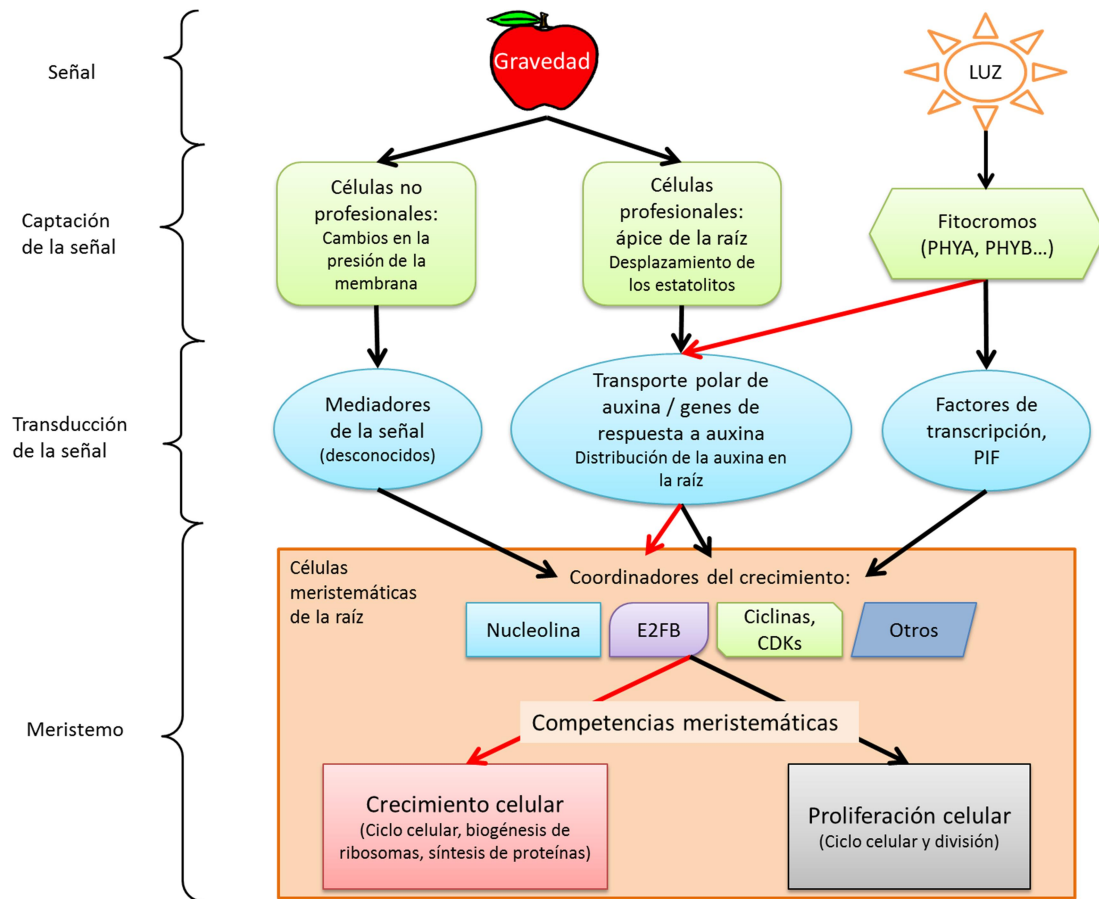 Señal
Gravedad
LUZ
Captación
de la señal
Células no
profesionales:
Cambios en la
presión de la
membrana
Células
profesionales:
ápice de la raíz
Desplazamiento de
los estatolitos
Fitocromos
(PHYA, PHYB...)
Transducción
de la señal
Mediadores
de la señal
(desconocidos)
Transporte polar de
auxina / genes de
respuesta a auxina
Distribución de la auxina en
la raíz
Factores de
transcripción,
PIF
Meristemo
Células
meristemáticas
de la raíz
Coordinadores del crecimiento:
Nucleolina
E2FB
Ciclinas,
CDKs
Otros
Competencias meristemáticas
Crecimiento celular
(Ciclo celular, biogénesis de
ribosomas, síntesis de proteínas)
Proliferación celular
(Ciclo celular y división)